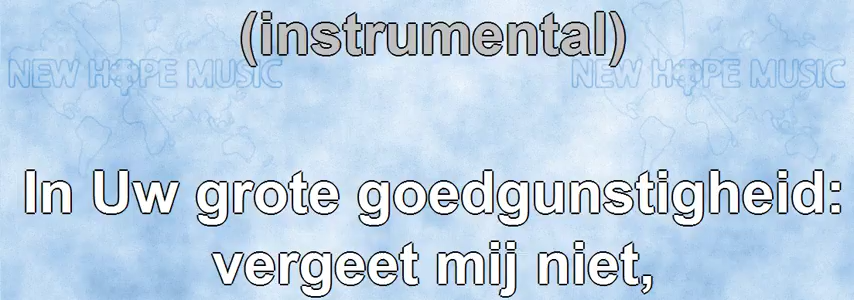 (instrumental)
NEW HOPE MUSIC NEW HOPE MUSIC
In Uw grote goedgunstigheid:
vergeet mij niet,